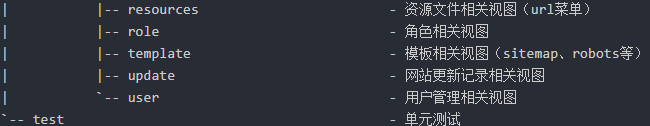 |           |-- resources                        - 资源文件相关视图（url菜单）
|           |-- role                             - 角色相关视图
|           |-- template                         - 模板相关视图（sitemap、robots等）
|           |-- update                           - 网站更新记录相关视图
|           `-- user                             - 用户管理相关视图
`-- test                                         - 单元测试